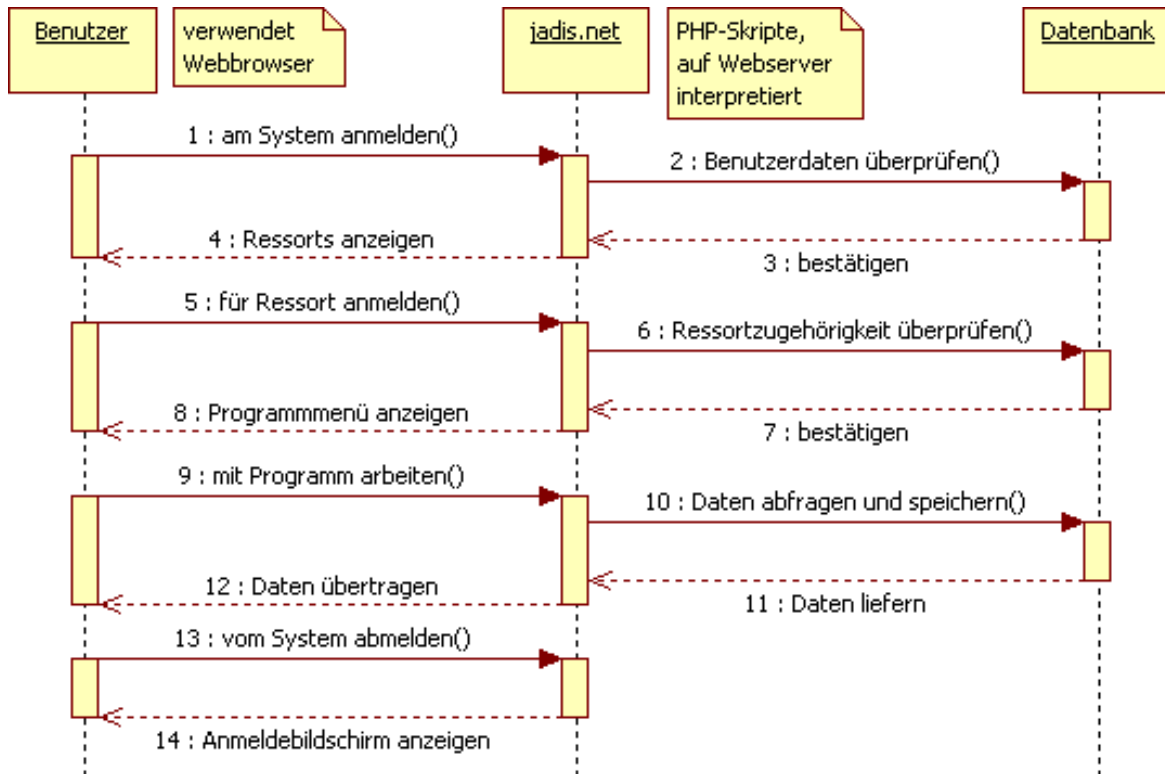 Benutzer
verwendet
Webbrowser
jadis.net
PHP-Skripte,
auf Webserver
interpretiert
Datenbank
1 : am System anmelden()
2 : Benutzerdaten überprüfen()
4 : Ressorts anzeigen
3 : bestätigen
5 : für Ressort anmelden()
6 : Ressortzugehörigkeit überprüfen()
8 : Programmmenü anzeigen
7 : bestätigen
9 : mit Programm arbeiten()
10 : Daten abfragen und speichern()
12 : Daten übertragen
11 : Daten liefern
13 : vom System abmelden()
14 : Anmeldebildschirm anzeigen